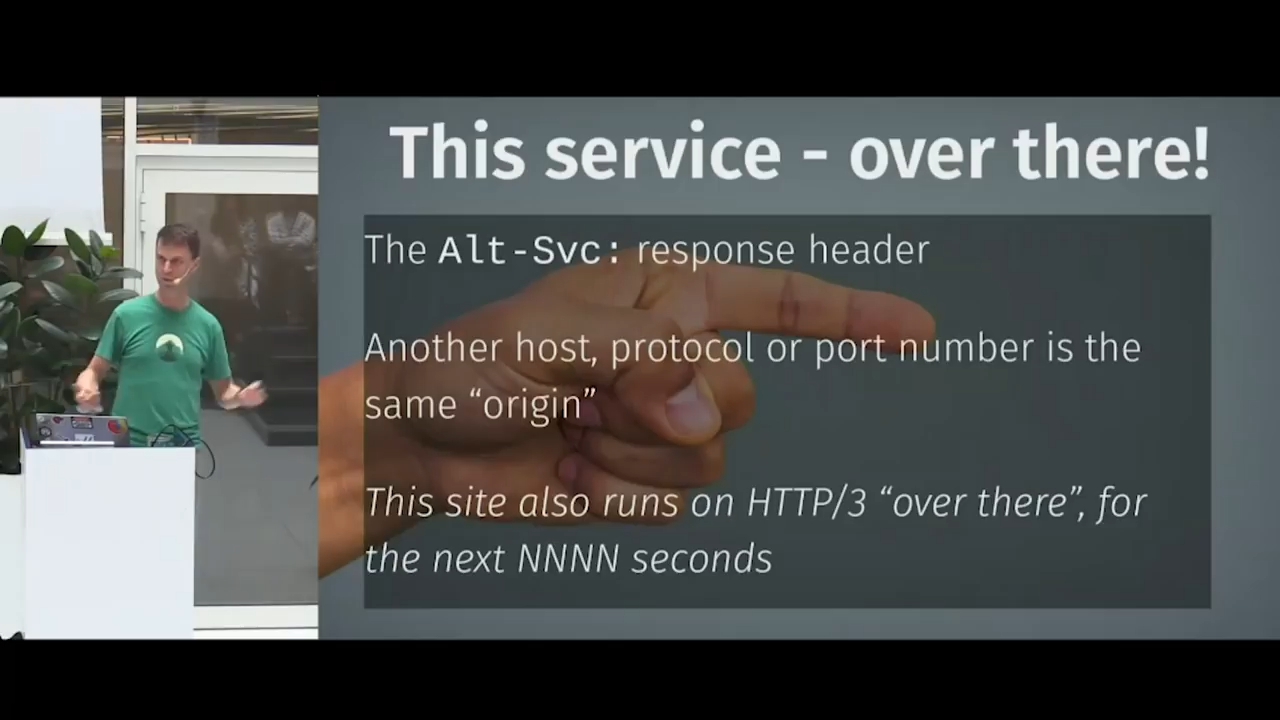 This service - over there!
The Alt-Svc: response header
Another host, protocol or port number is the
same “origin”
This site also runs on HTTP/3 “over there”, for
the next NNNN seconds